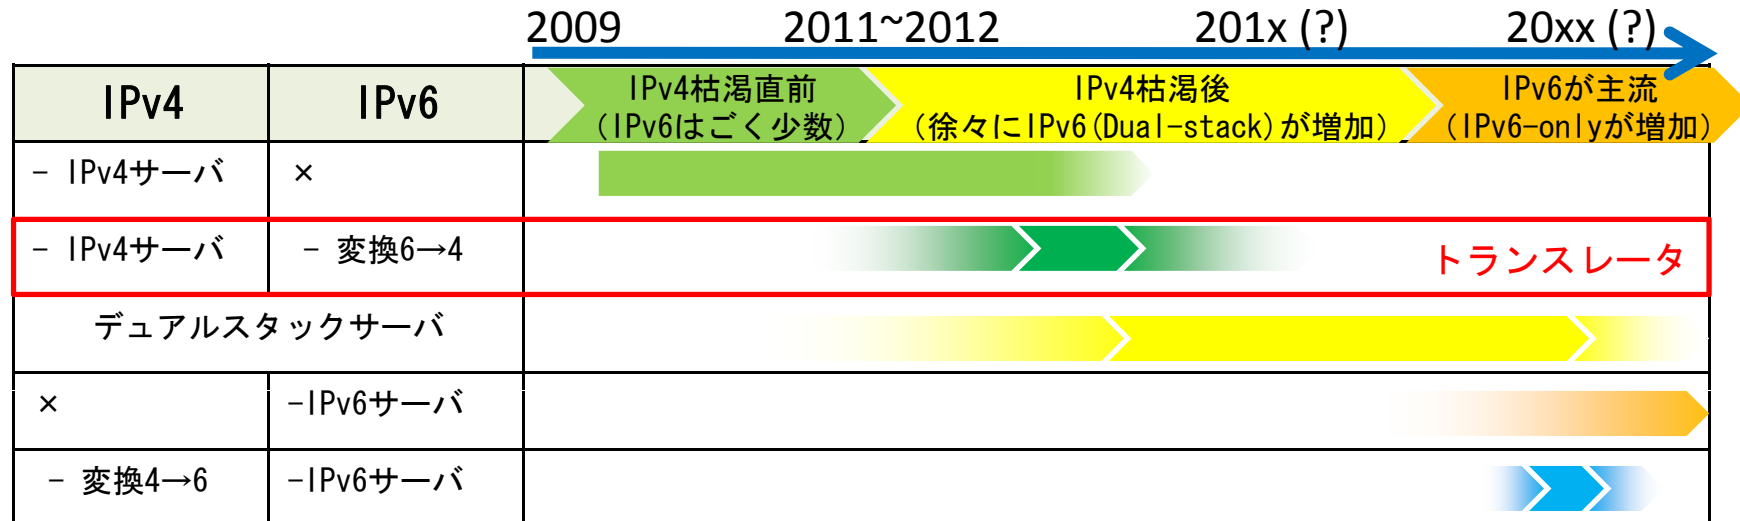 2009 2011~2012 201x (?) 20xx (?)
IPv4 IPv6 IPv4枯渇直前 IPv4枯渇後 IPv6が主流
(IPv6はごく少数) (徐々にIPv6(Dual-stack)が増加) (IPv6-onlyが増加)
- IPv4サーバ ×
- IPv4サーバ - 変換6→4 トランスレータ
デュアルスタックサーバ
× -IPv6サーバ
- 変換4→6 -IPv6サーバ